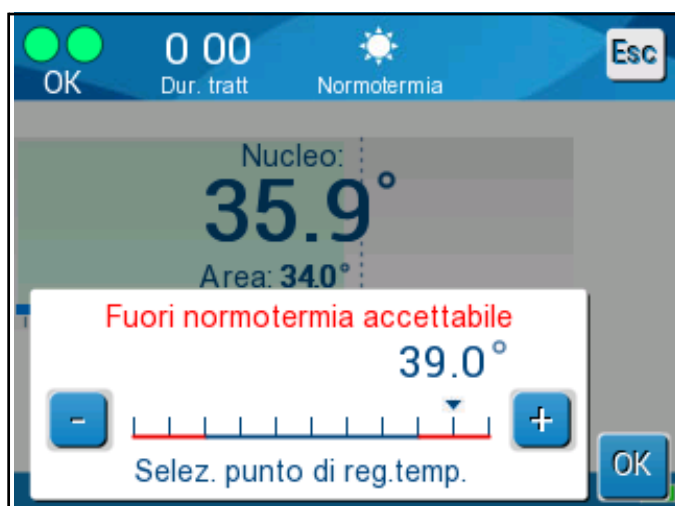 OK
0 00
Dur. tratt
Normotermia
Esc
Nucleo:
35.9°
Area: 34.0°
Fuori normotermia accettabile
39.0°
- +
Selez. punto di reg.temp.
OK